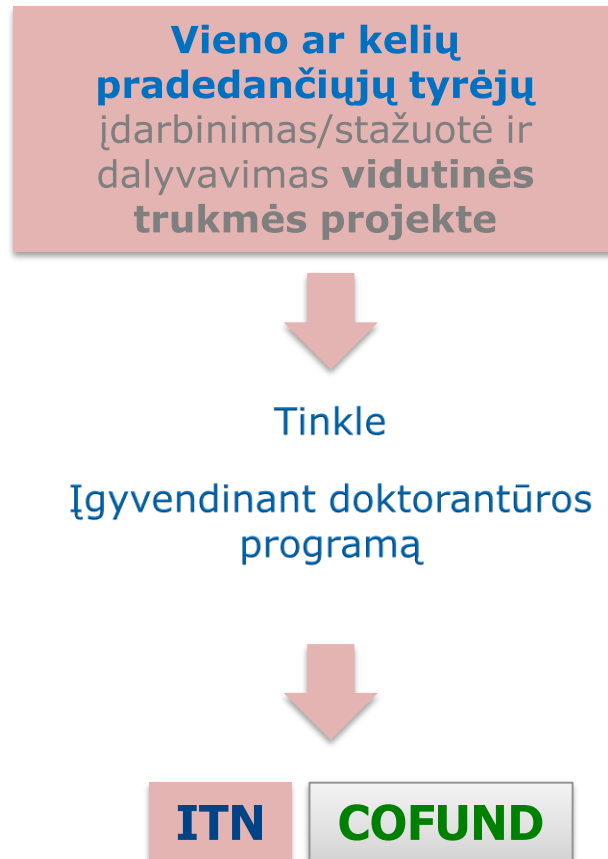 Vieno ar kelių
pradedančiųjų tyrėjų
įdarbinimas/stažuotė ir
dalyvavimas vidutinės
trukmės projekte
Tinkle
Įgyvendinant doktorantūros
programą
ITN
COFUND